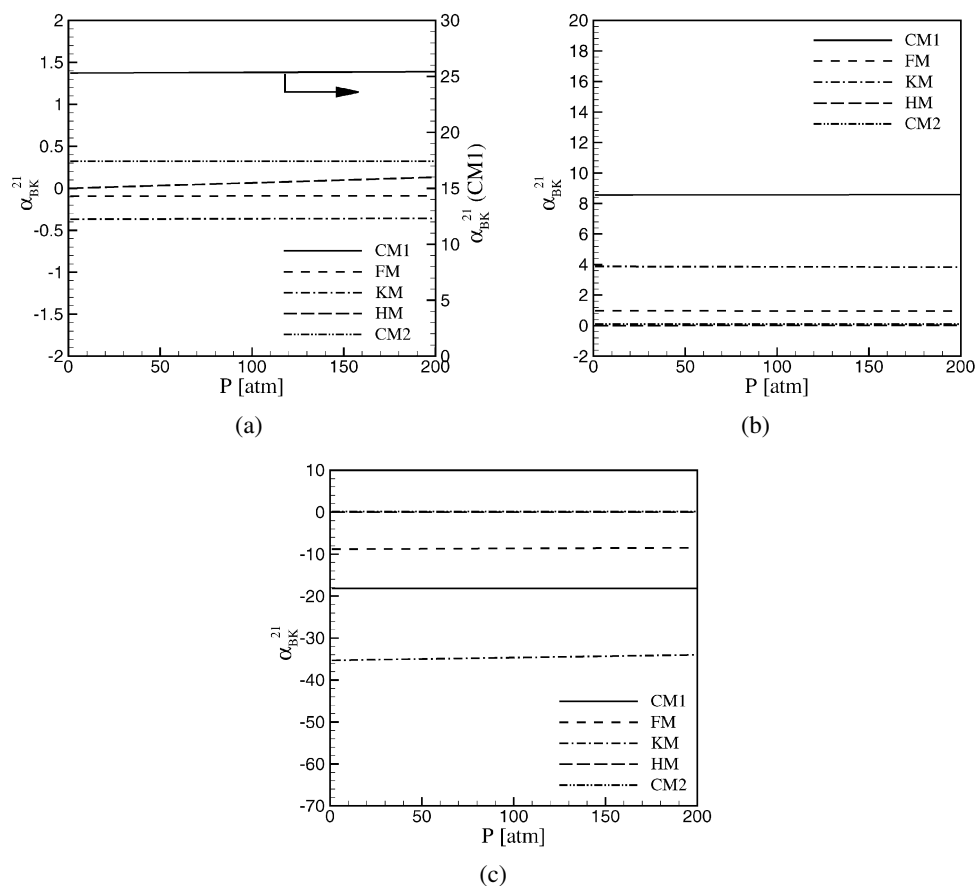 2
1.5
1
0.5
0
-0.5
-1
-1.5
-2
α_BK^21
0 50 100 150 200
P [atm]
30
25
20
15
10
5
0
α_BK^21 (CM1)
CM1
FM
KM
HM
CM2
(a)
20
18
16
14
12
10
8
6
4
2
0
-2
α_BK^21
0 50 100 150 200
P [atm]
CM1
FM
KM
HM
CM2
(b)
10
0
-10
-20
-30
-40
-50
-60
-70
α_BK^21
0 50 100 150 200
P [atm]
CM1
FM
KM
HM
CM2
(c)